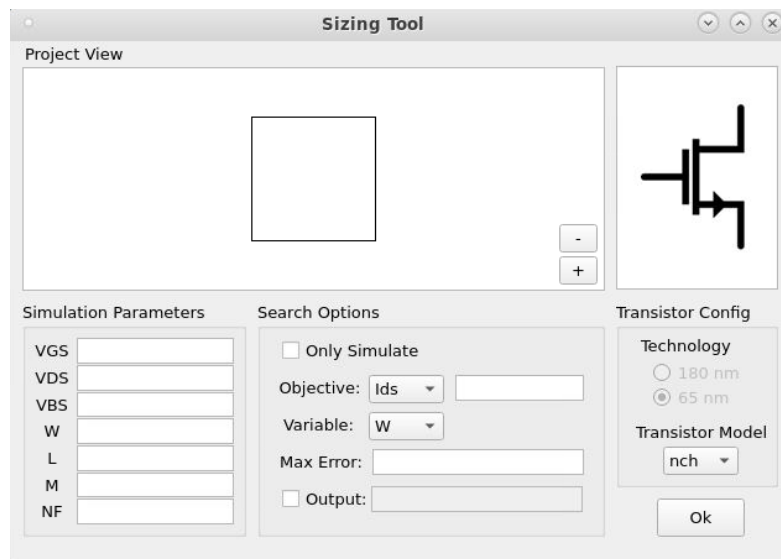 Sizing Tool
Project View
-
+
Simulation Parameters
VGS
VDS
VBS
W
L
M
NF
Search Options
Only Simulate
Objective: Ids
Variable: W
Max Error:
Output:
Transistor Config
Technology
180 nm
65 nm
Transistor Model
nch
Ok